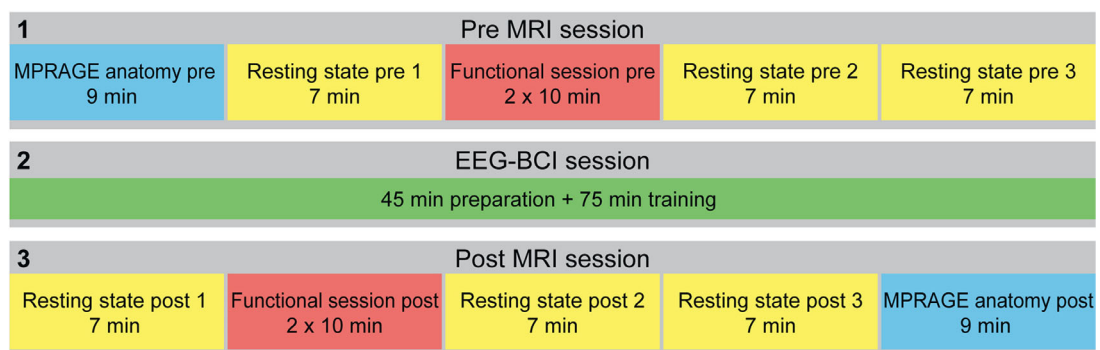 1
Pre MRI session
MPRAGE anatomy pre
9 min
Resting state pre 1
7 min
Functional session pre
2 x 10 min
Resting state pre 2
7 min
Resting state pre 3
7 min
2
EEG-BCI session
45 min preparation + 75 min training
3
Post MRI session
Resting state post 1
7 min
Functional session post
2 x 10 min
Resting state post 2
7 min
Resting state post 3
7 min
MPRAGE anatomy post
9 min